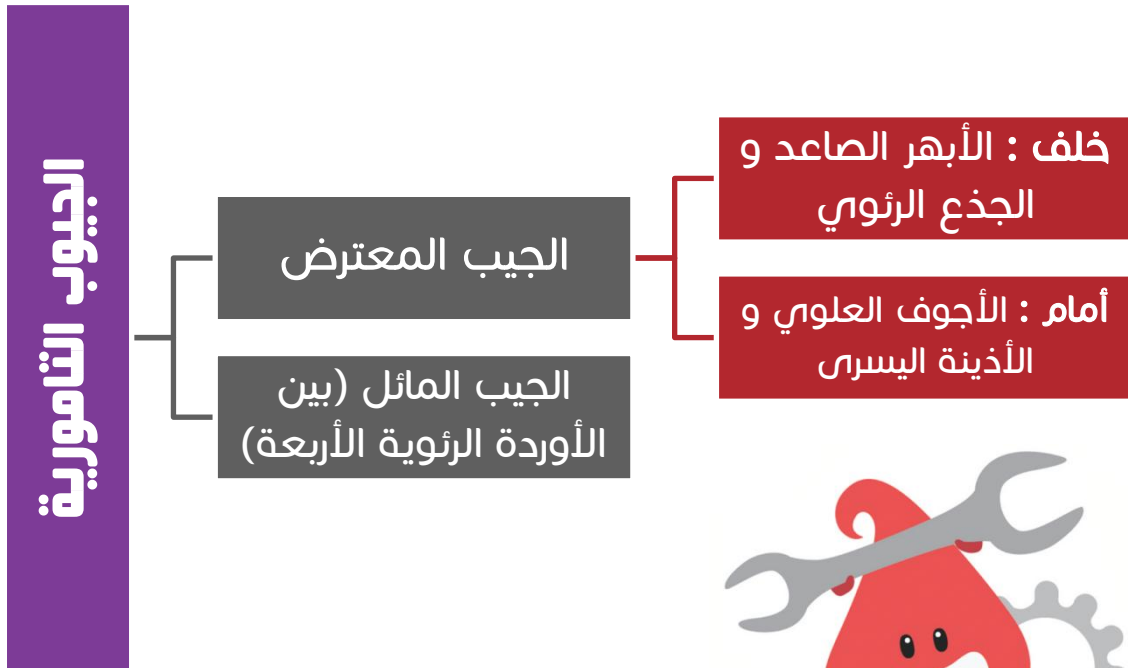 الجيوب التامورية
الجيب المعترض
خلف : الأبهر الصاعد و
الجذع الرئوي
أمام : الأجوف العلوي و
الأذينة اليسرى
الجيب المائل (بين
الأوردة الرئوية الأربعة)